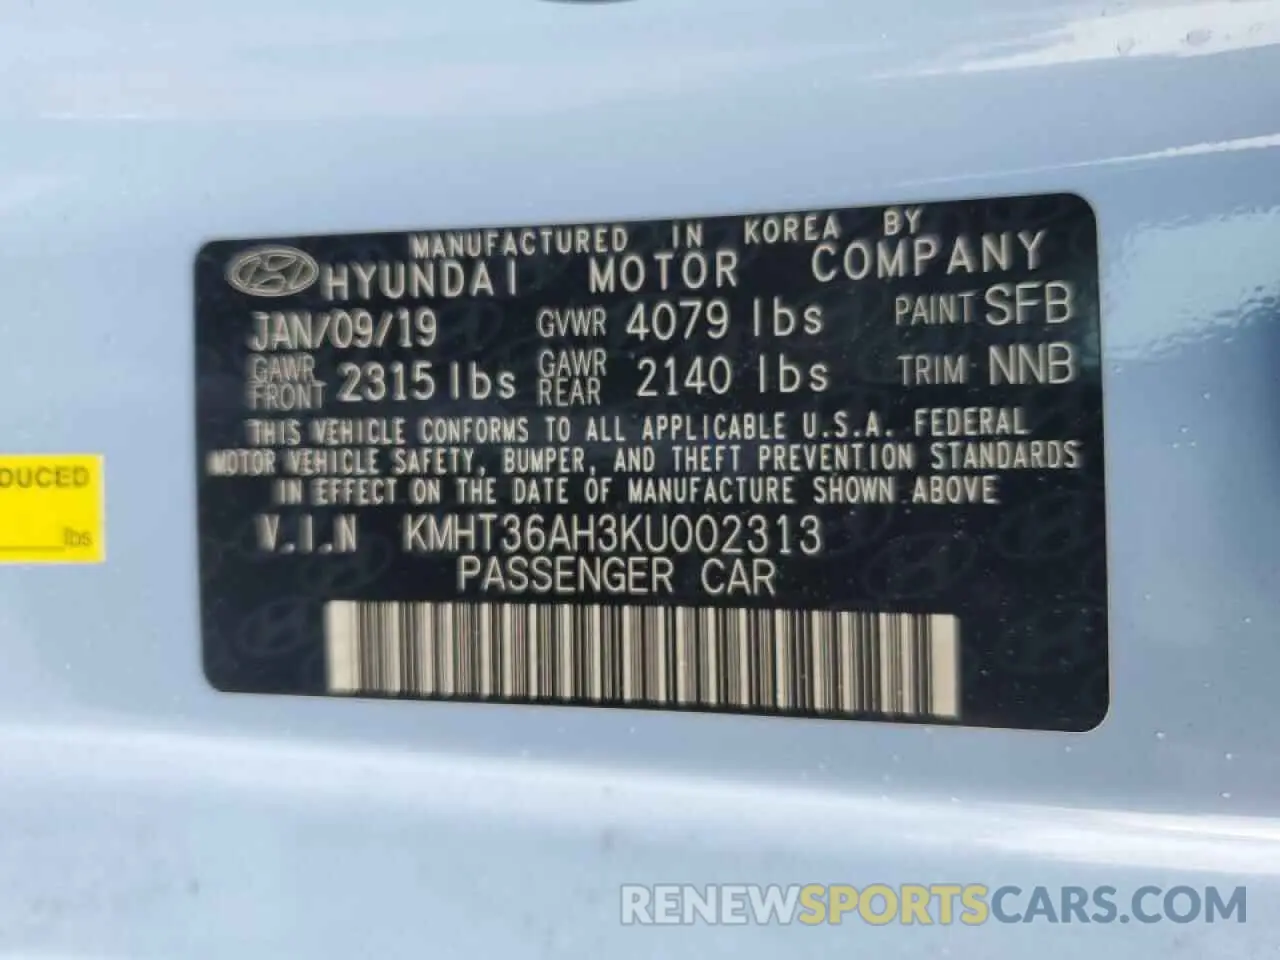 MANUFACTURED IN KOREA BY
HYUNDAI MOTOR COMPANY
JAN/09/19 GVWR 4079 lbs PAINT SFB
GAWR FRONT 2315 lbs GAWR REAR 2140 lbs TRIM NNB
THIS VEHICLE CONFORMS TO ALL APPLICABLE U.S.A. FEDERAL
MOTOR VEHICLE SAFETY, BUMPER, AND THEFT PREVENTION STANDARDS
IN EFFECT ON THE DATE OF MANUFACTURE SHOWN ABOVE
V.I.N KMHT36AH3KU002313
PASSENGER CAR
DUCED
lbs
RENEWSPORTSCARS.COM